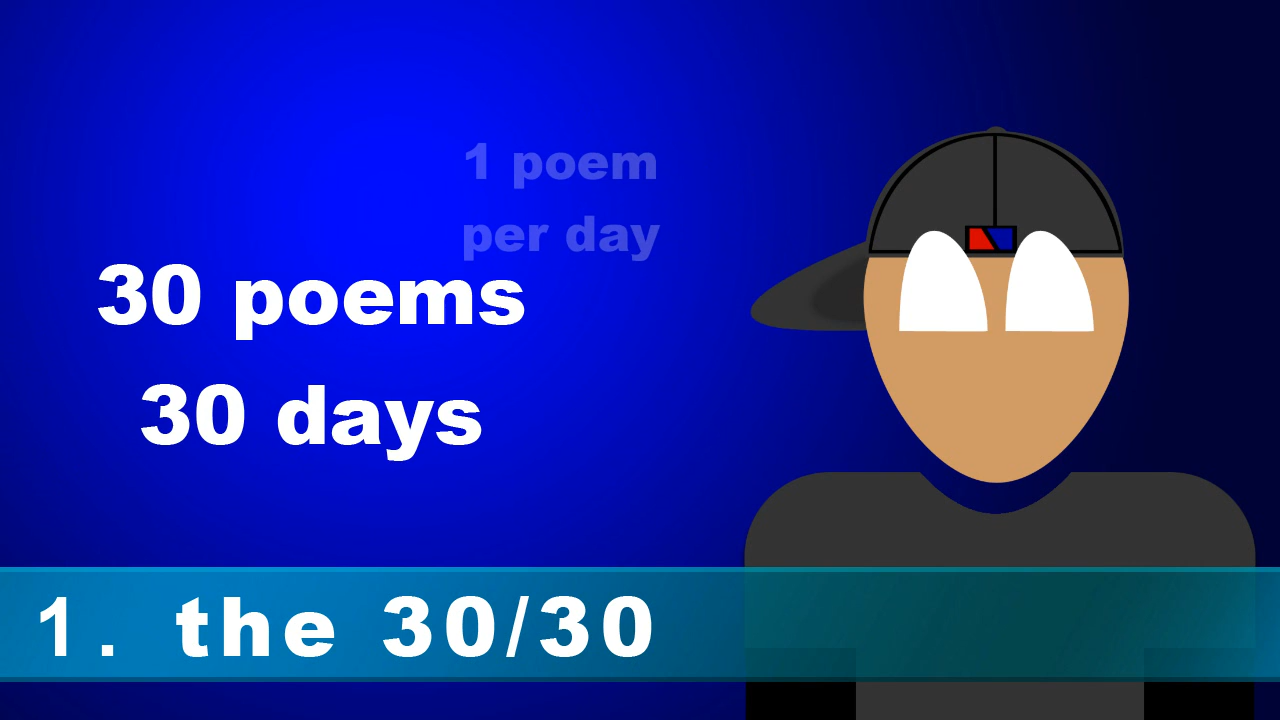 1 poem
per day
30 poems
30 days
1. the 30/30